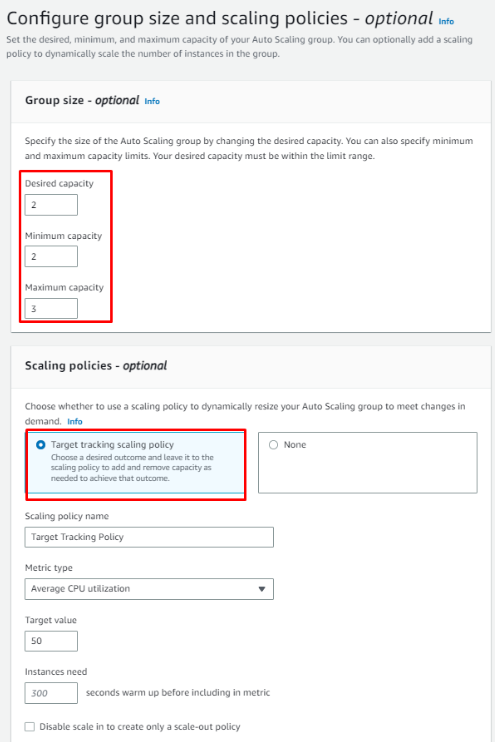 Configure group size and scaling policies - optional Info
Set the desired, minimum, and maximum capacity of your Auto Scaling group. You can optionally add a scaling
policy to dynamically scale the number of instances in the group.
Group size - optional Info
Specify the size of the Auto Scaling group by changing the desired capacity. You can also specify minimum
and maximum capacity limits. Your desired capacity must be within the limit range.
Desired capacity
2
Minimum capacity
2
Maximum capacity
3
Scaling policies - optional
Choose whether to use a scaling policy to dynamically resize your Auto Scaling group to meet changes in
demand. Info
Target tracking scaling policy
Choose a desired outcome and leave it to the
scaling policy to add and remove capacity as
needed to achieve that outcome.
None
Scaling policy name
Target Tracking Policy
Metric type
Average CPU utilization
Target value
50
Instances need
300 seconds warm up before including in metric
Disable scale in to create only a scale-out policy